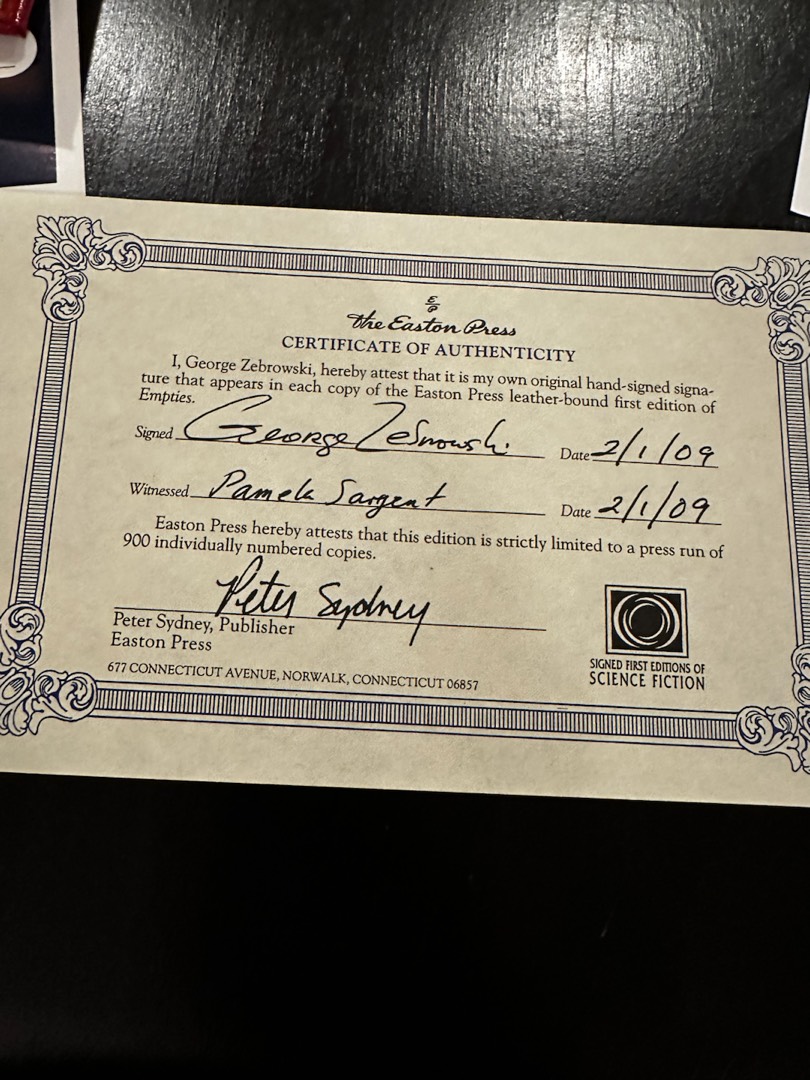 E/P
the Easton Press
CERTIFICATE OF AUTHENTICITY
I, George Zebrowski, hereby attest that it is my own original hand-signed signa-
ture that appears in each copy of the Easton Press leather-bound first edition of
Empties.
Signed George Zebrowski Date 2/1/09
Witnessed Pamela Sargent Date 2/1/09
Easton Press hereby attests that this edition is strictly limited to a press run of
900 individually numbered copies.
Peter Sydney
Peter Sydney, Publisher
Easton Press
677 CONNECTICUT AVENUE, NORWALK, CONNECTICUT 06857
SIGNED FIRST EDITIONS OF
SCIENCE FICTION